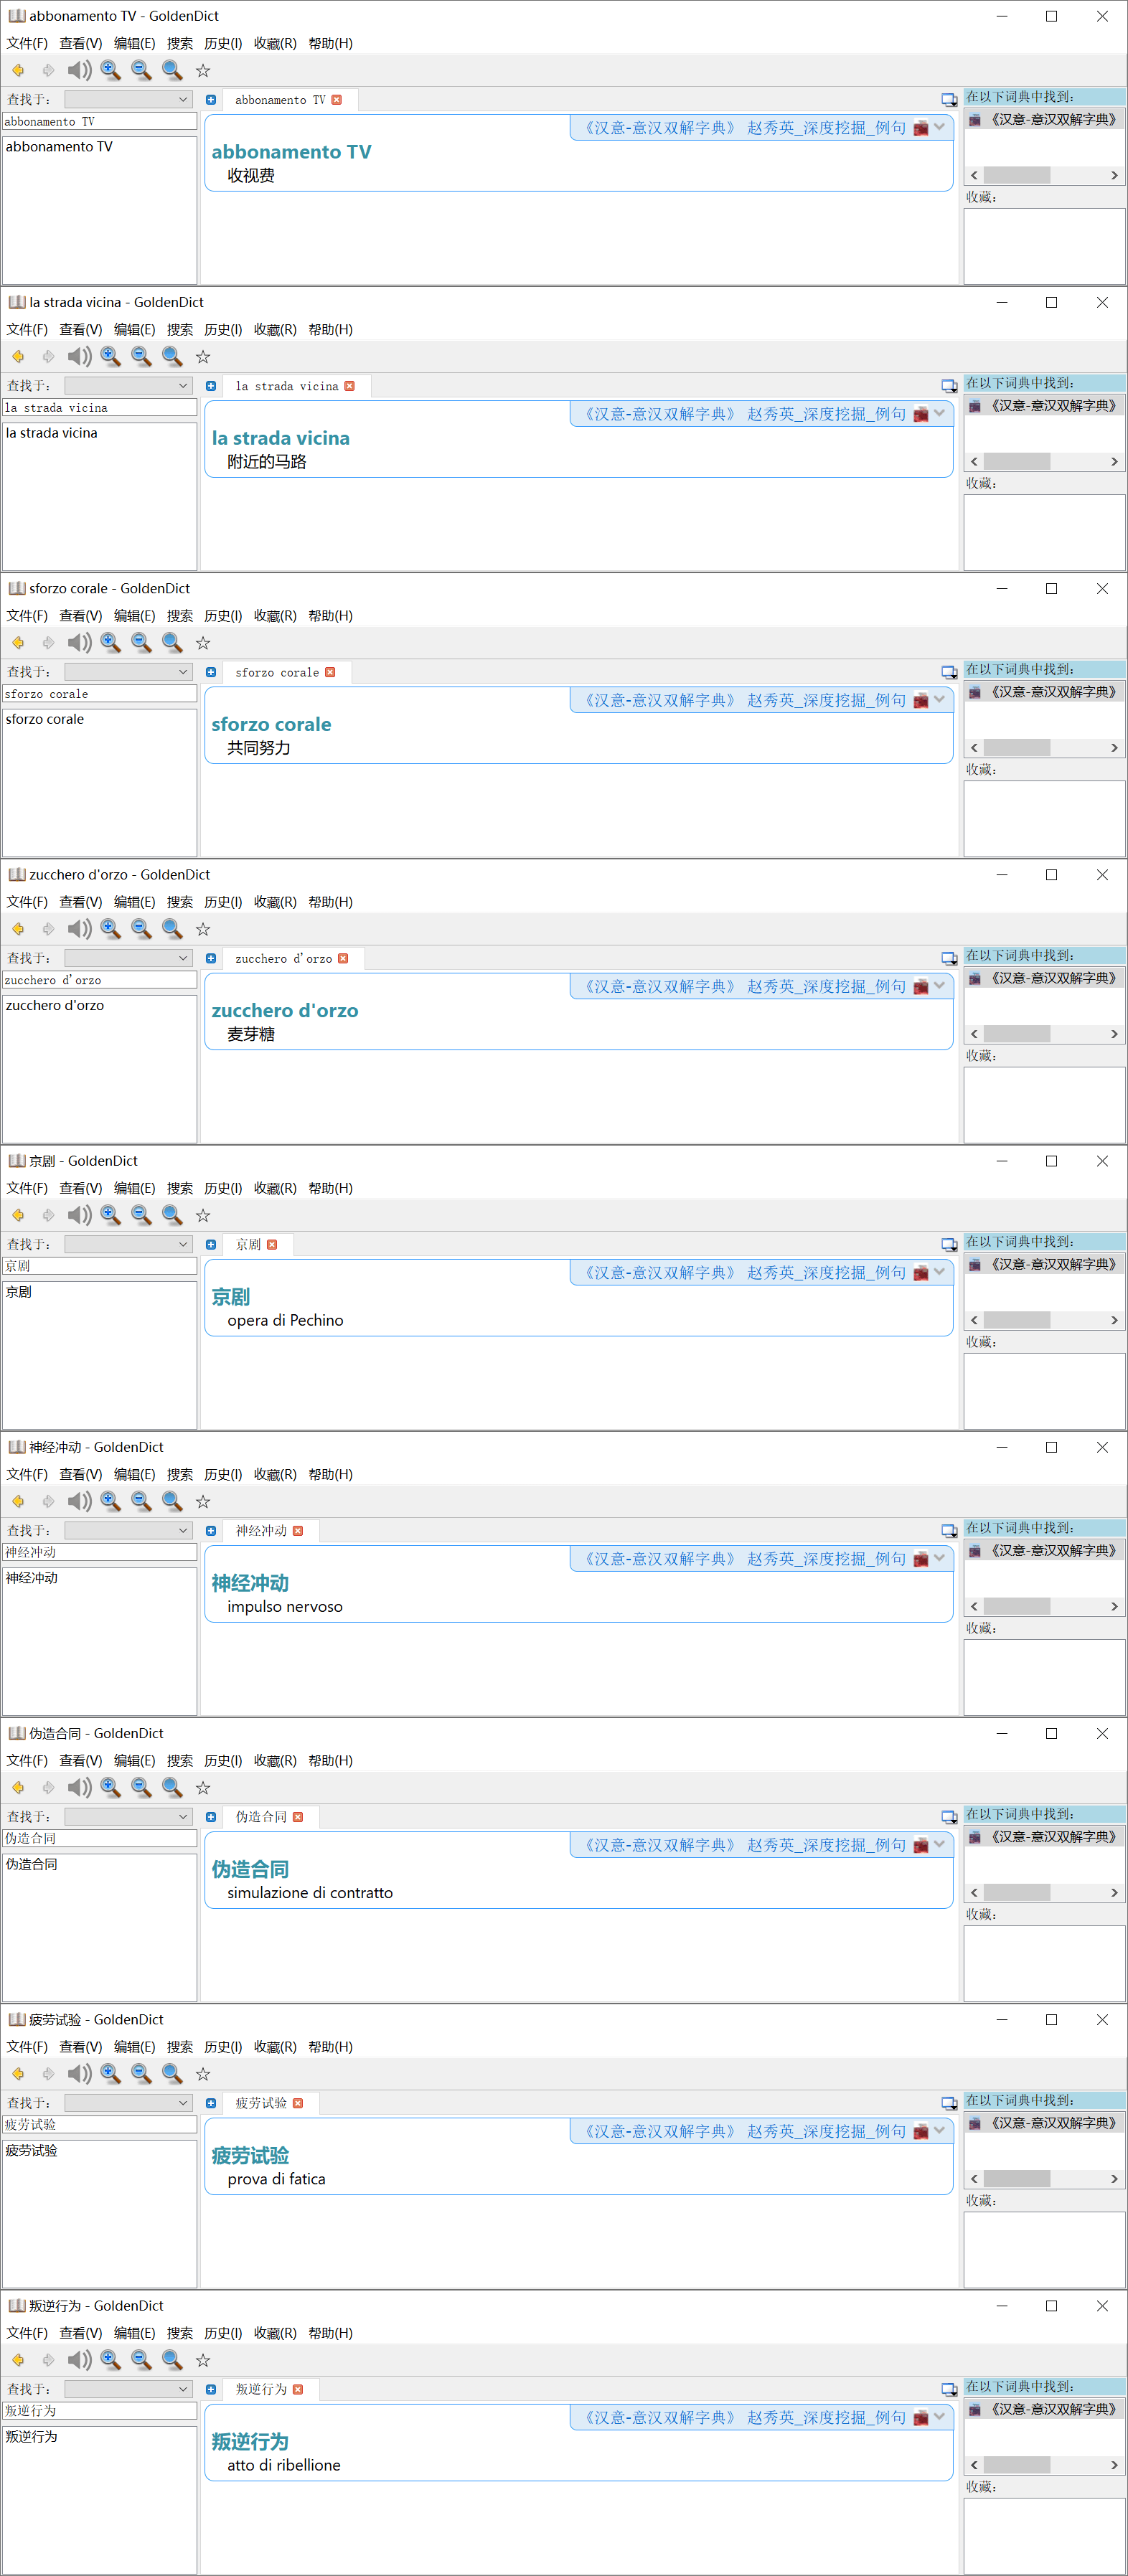 abbonamento TV - GoldenDict
文件(F) 查看(V) 编辑(E) 搜索 历史(I) 收藏(R) 帮助(H)
查找于: abbonamento TV 在以下词典中找到:
abbonamento TV 《汉意-意汉双解字典》 赵秀英_深度挖掘_例句 《汉意-意汉双解字典》
abbonamento TV abbonamento TV
收视费
收藏:
la strada vicina - GoldenDict
文件(F) 查看(V) 编辑(E) 搜索 历史(I) 收藏(R) 帮助(H)
查找于: la strada vicina 在以下词典中找到:
la strada vicina 《汉意-意汉双解字典》 赵秀英_深度挖掘_例句 《汉意-意汉双解字典》
la strada vicina la strada vicina
附近的马路
收藏:
sforzo corale - GoldenDict
文件(F) 查看(V) 编辑(E) 搜索 历史(I) 收藏(R) 帮助(H)
查找于: sforzo corale 在以下词典中找到:
sforzo corale 《汉意-意汉双解字典》 赵秀英_深度挖掘_例句 《汉意-意汉双解字典》
sforzo corale sforzo corale
共同努力
收藏:
zucchero d'orzo - GoldenDict
文件(F) 查看(V) 编辑(E) 搜索 历史(I) 收藏(R) 帮助(H)
查找于: zucchero d'orzo 在以下词典中找到:
zucchero d'orzo 《汉意-意汉双解字典》 赵秀英_深度挖掘_例句 《汉意-意汉双解字典》
zucchero d'orzo zucchero d'orzo
麦芽糖
收藏:
京剧 - GoldenDict
文件(F) 查看(V) 编辑(E) 搜索 历史(I) 收藏(R) 帮助(H)
查找于: 京剧 在以下词典中找到:
京剧 《汉意-意汉双解字典》 赵秀英_深度挖掘_例句 《汉意-意汉双解字典》
京剧 京剧
opera di Pechino
收藏:
神经冲动 - GoldenDict
文件(F) 查看(V) 编辑(E) 搜索 历史(I) 收藏(R) 帮助(H)
查找于: 神经冲动 在以下词典中找到:
神经冲动 《汉意-意汉双解字典》 赵秀英_深度挖掘_例句 《汉意-意汉双解字典》
神经冲动 神经冲动
impulso nervoso
收藏:
伪造合同 - GoldenDict
文件(F) 查看(V) 编辑(E) 搜索 历史(I) 收藏(R) 帮助(H)
查找于: 伪造合同 在以下词典中找到:
伪造合同 《汉意-意汉双解字典》 赵秀英_深度挖掘_例句 《汉意-意汉双解字典》
伪造合同 伪造合同
simulazione di contratto
收藏:
疲劳试验 - GoldenDict
文件(F) 查看(V) 编辑(E) 搜索 历史(I) 收藏(R) 帮助(H)
查找于: 疲劳试验 在以下词典中找到:
疲劳试验 《汉意-意汉双解字典》 赵秀英_深度挖掘_例句 《汉意-意汉双解字典》
疲劳试验 疲劳试验
prova di fatica
收藏:
叛逆行为 - GoldenDict
文件(F) 查看(V) 编辑(E) 搜索 历史(I) 收藏(R) 帮助(H)
查找于: 叛逆行为 在以下词典中找到:
叛逆行为 《汉意-意汉双解字典》 赵秀英_深度挖掘_例句 《汉意-意汉双解字典》
叛逆行为 叛逆行为
atto di ribellione
收藏: